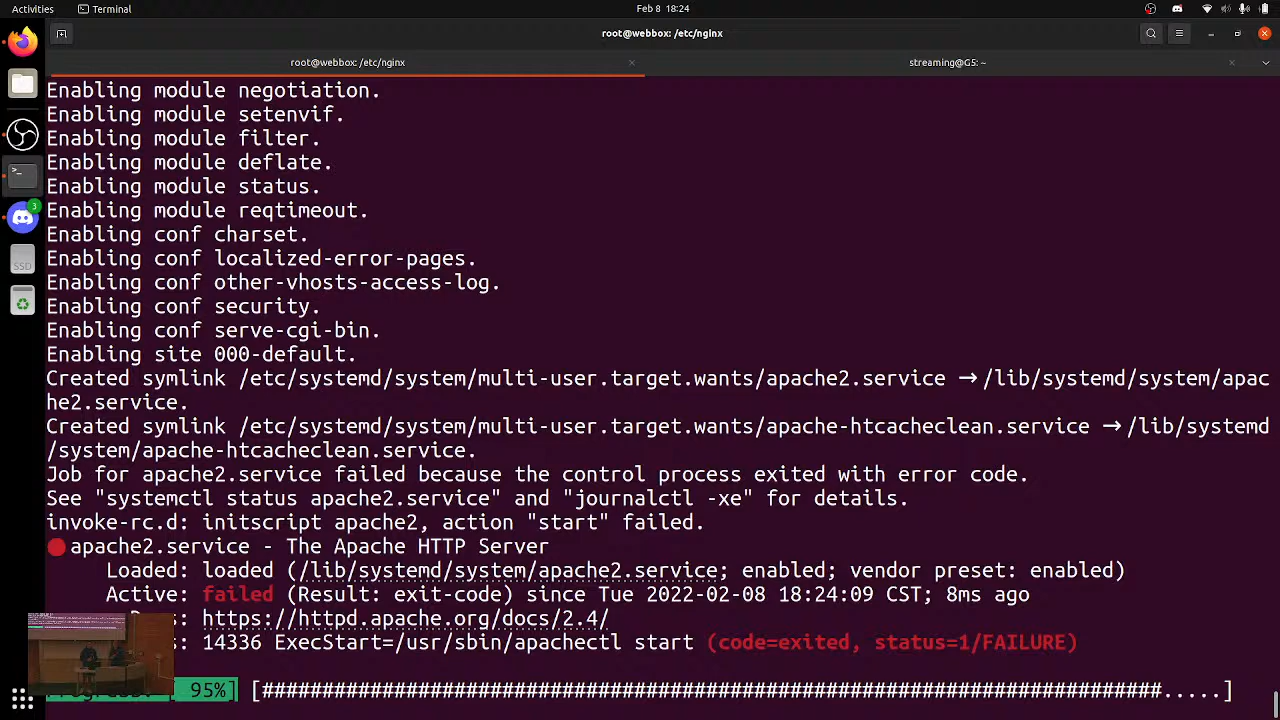 Activities
Terminal
Feb 8 18:24
root@webbox: /etc/nginx
root@webbox: /etc/nginx
streaming@G5: ~
3
SSD
Enabling module negotiation.
Enabling module setenvif.
Enabling module filter.
Enabling module deflate.
Enabling module status.
Enabling module reqtimeout.
Enabling conf charset.
Enabling conf localized-error-pages.
Enabling conf other-vhosts-access-log.
Enabling conf security.
Enabling conf serve-cgi-bin.
Enabling site 000-default.
Created symlink /etc/systemd/system/multi-user.target.wants/apache2.service → /lib/systemd/system/apac
he2.service.
Created symlink /etc/systemd/system/multi-user.target.wants/apache-htcacheclean.service → /lib/systemd
/system/apache-htcacheclean.service.
Job for apache2.service failed because the control process exited with error code.
See "systemctl status apache2.service" and "journalctl -xe" for details.
invoke-rc.d: initscript apache2, action "start" failed.
● apache2.service - The Apache HTTP Server
Loaded: loaded (/lib/systemd/system/apache2.service; enabled; vendor preset: enabled)
Active: failed (Result: exit-code) since Tue 2022-02-08 18:24:09 CST; 8ms ago
https://httpd.apache.org/docs/2.4/
: 14336 ExecStart=/usr/sbin/apachectl start (code=exited, status=1/FAILURE)
95%] [###########################################################################.....]